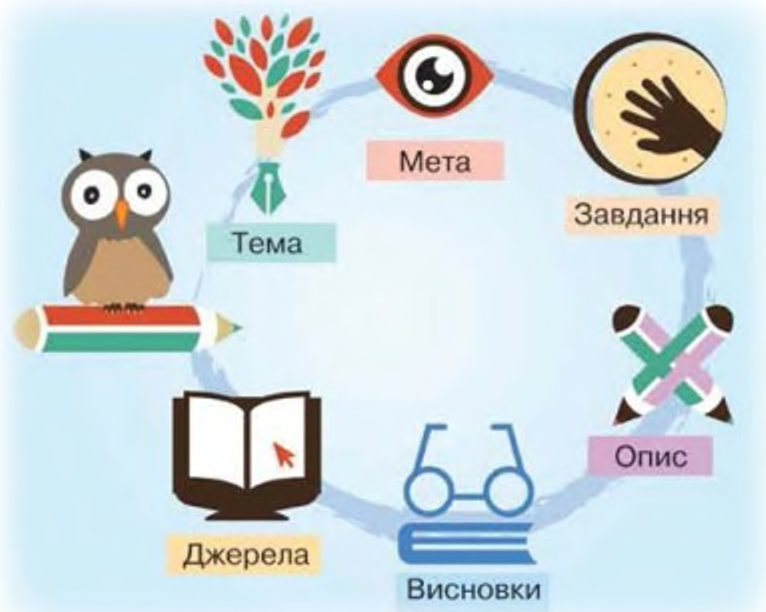 Тема
Мета
Завдання
Опис
Висновки
Джерела